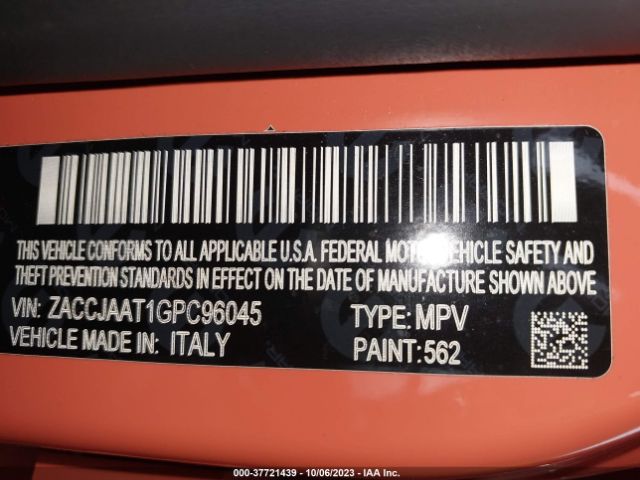 THIS VEHICLE CONFORMS TO ALL APPLICABLE U.S.A. FEDERAL MOTOR VEHICLE SAFETY AND
THEFT PREVENTION STANDARDS IN EFFECT ON THE DATE OF MANUFACTURE SHOWN ABOVE
VIN: ZACCJAAT1GPC96045 TYPE: MPV
VEHICLE MADE IN: ITALY PAINT:562
000-37721439 - 10/06/2023 - IAA Inc.